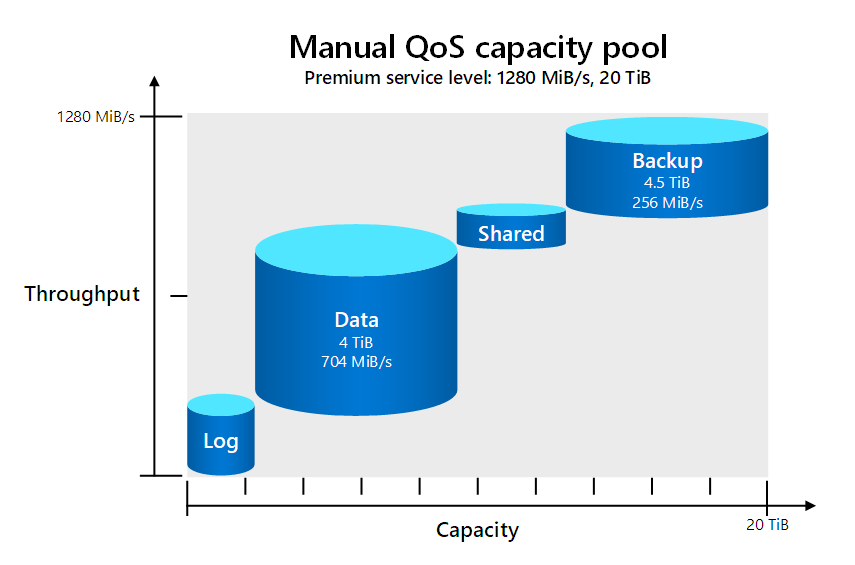 Manual QoS capacity pool
Premium service level: 1280 MiB/s, 20 TiB
1280 MiB/s
Backup
4.5 TiB
256 MiB/s
Shared
Throughput
Data
4 TiB
704 MiB/s
Log
Capacity
20 TiB